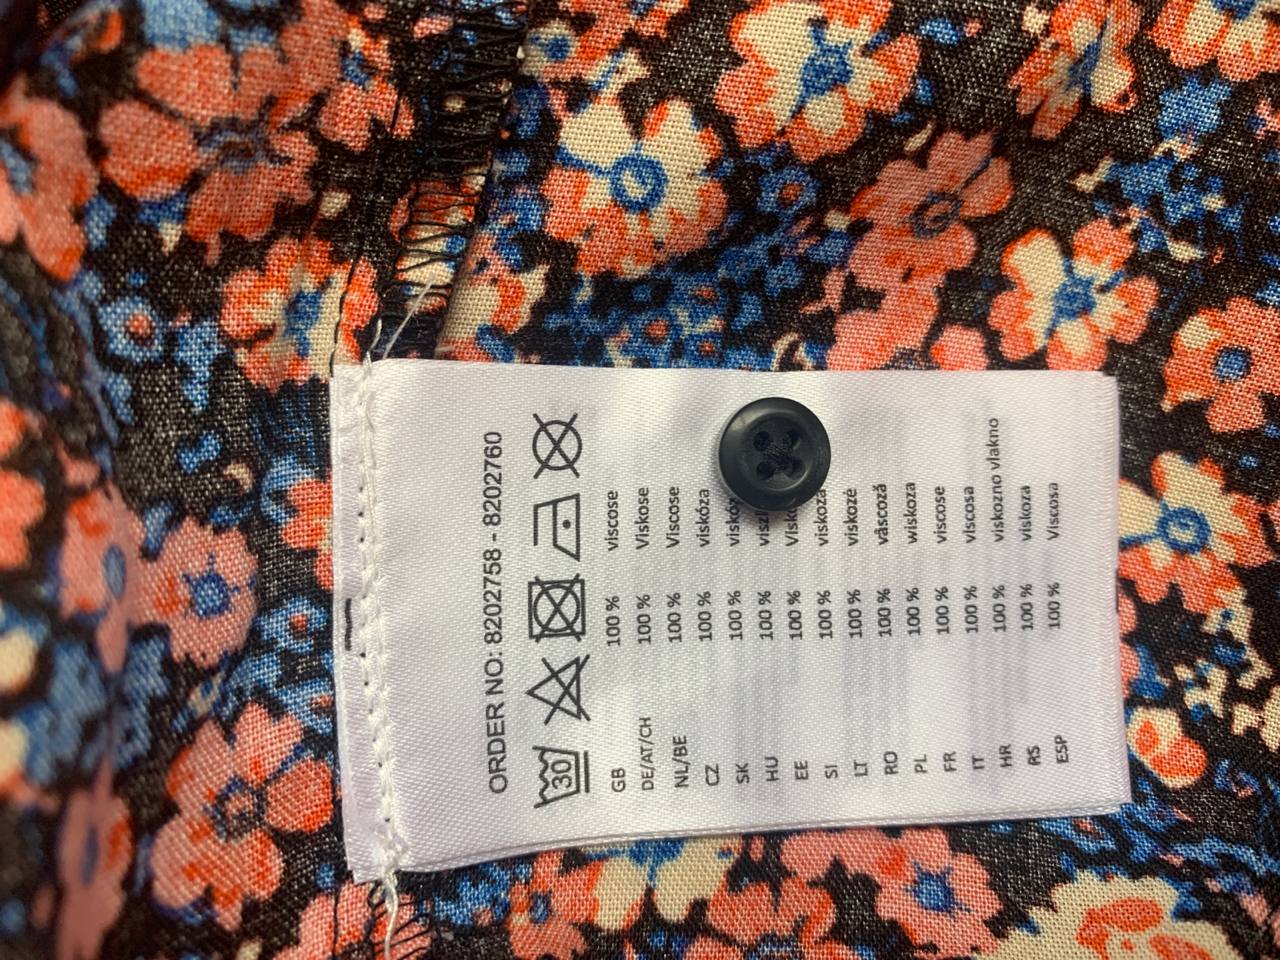 ORDER NO: 8202758 - 8202760
30
GB 100 % viscose
DE/AT/CH 100 % Viskose
NL/BE 100 % Viscose
CZ 100 % viskóza
SK 100 %
HU 100 %
EE 100 %
SI 100 % viskoza
LT 100 % viskozė
RO 100 % vâscoză
PL 100 % wiskoza
FR 100 % viscose
IT 100 % viscosa
HR 100 % viskozno vlakno
RS 100 % viskoza
ESP 100 % Viscosa